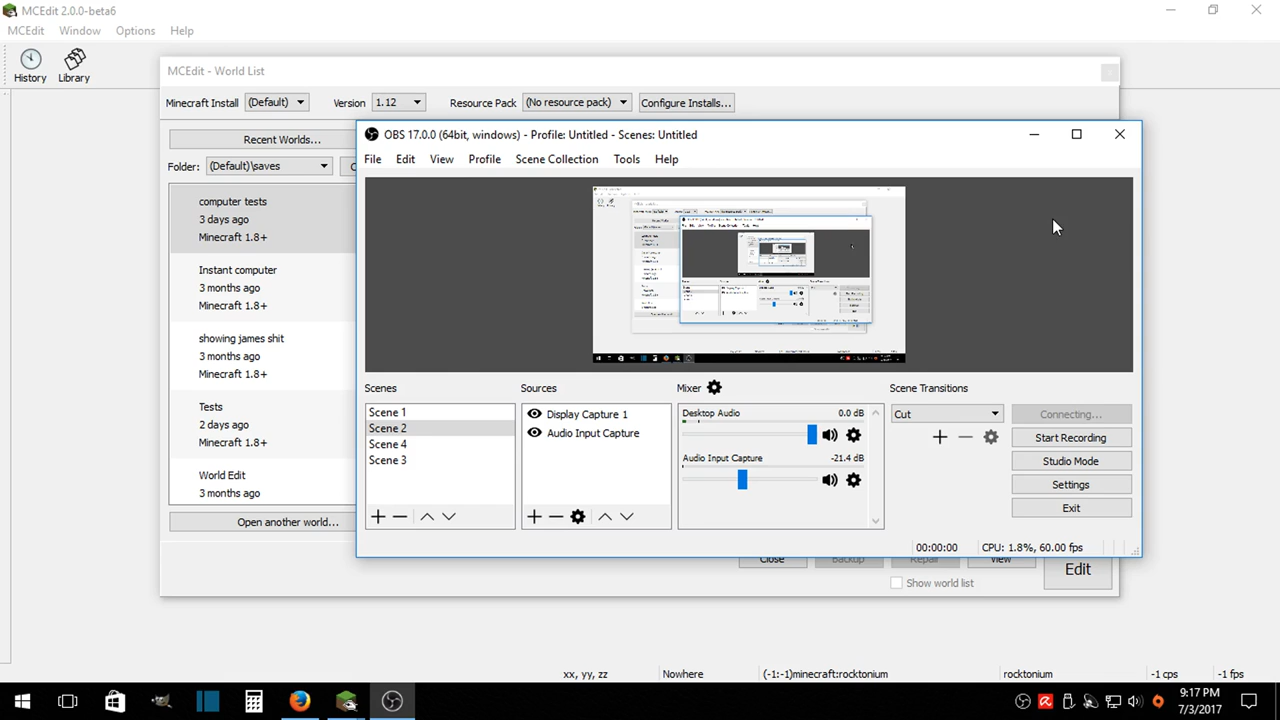 MCEdit 2.0.0-beta6
MCEdit Window Options Help
History Library
MCEdit - World List
Minecraft Install (Default) Version 1.12 Resource Pack (No resource pack) Configure Installs...
Recent Worlds...
Folder: (Default)\saves
computer tests
3 days ago
Minecraft 1.8+
Instant computer
3 months ago
Minecraft 1.8+
showing james shit
3 months ago
Minecraft 1.8+
Tests
2 days ago
Minecraft 1.8+
World Edit
3 months ago
Open another world...
OBS 17.0.0 (64bit, windows) - Profile: Untitled - Scenes: Untitled
File Edit View Profile Scene Collection Tools Help
Scenes
Scene 1
Scene 2
Scene 4
Scene 3
Sources
Display Capture 1
Audio Input Capture
Mixer
Desktop Audio 0.0 dB
Audio Input Capture -21.4 dB
Scene Transitions
Cut
Connecting...
Start Recording
Studio Mode
Settings
Exit
00:00:00 CPU: 1.8%, 60.00 fps
Close Backup Repair View
Edit
Show world list
xx, yy, zz Nowhere (-1:-1)minecraft:rocktonium rocktonium -1 cps -1 fps
9:17 PM
7/3/2017